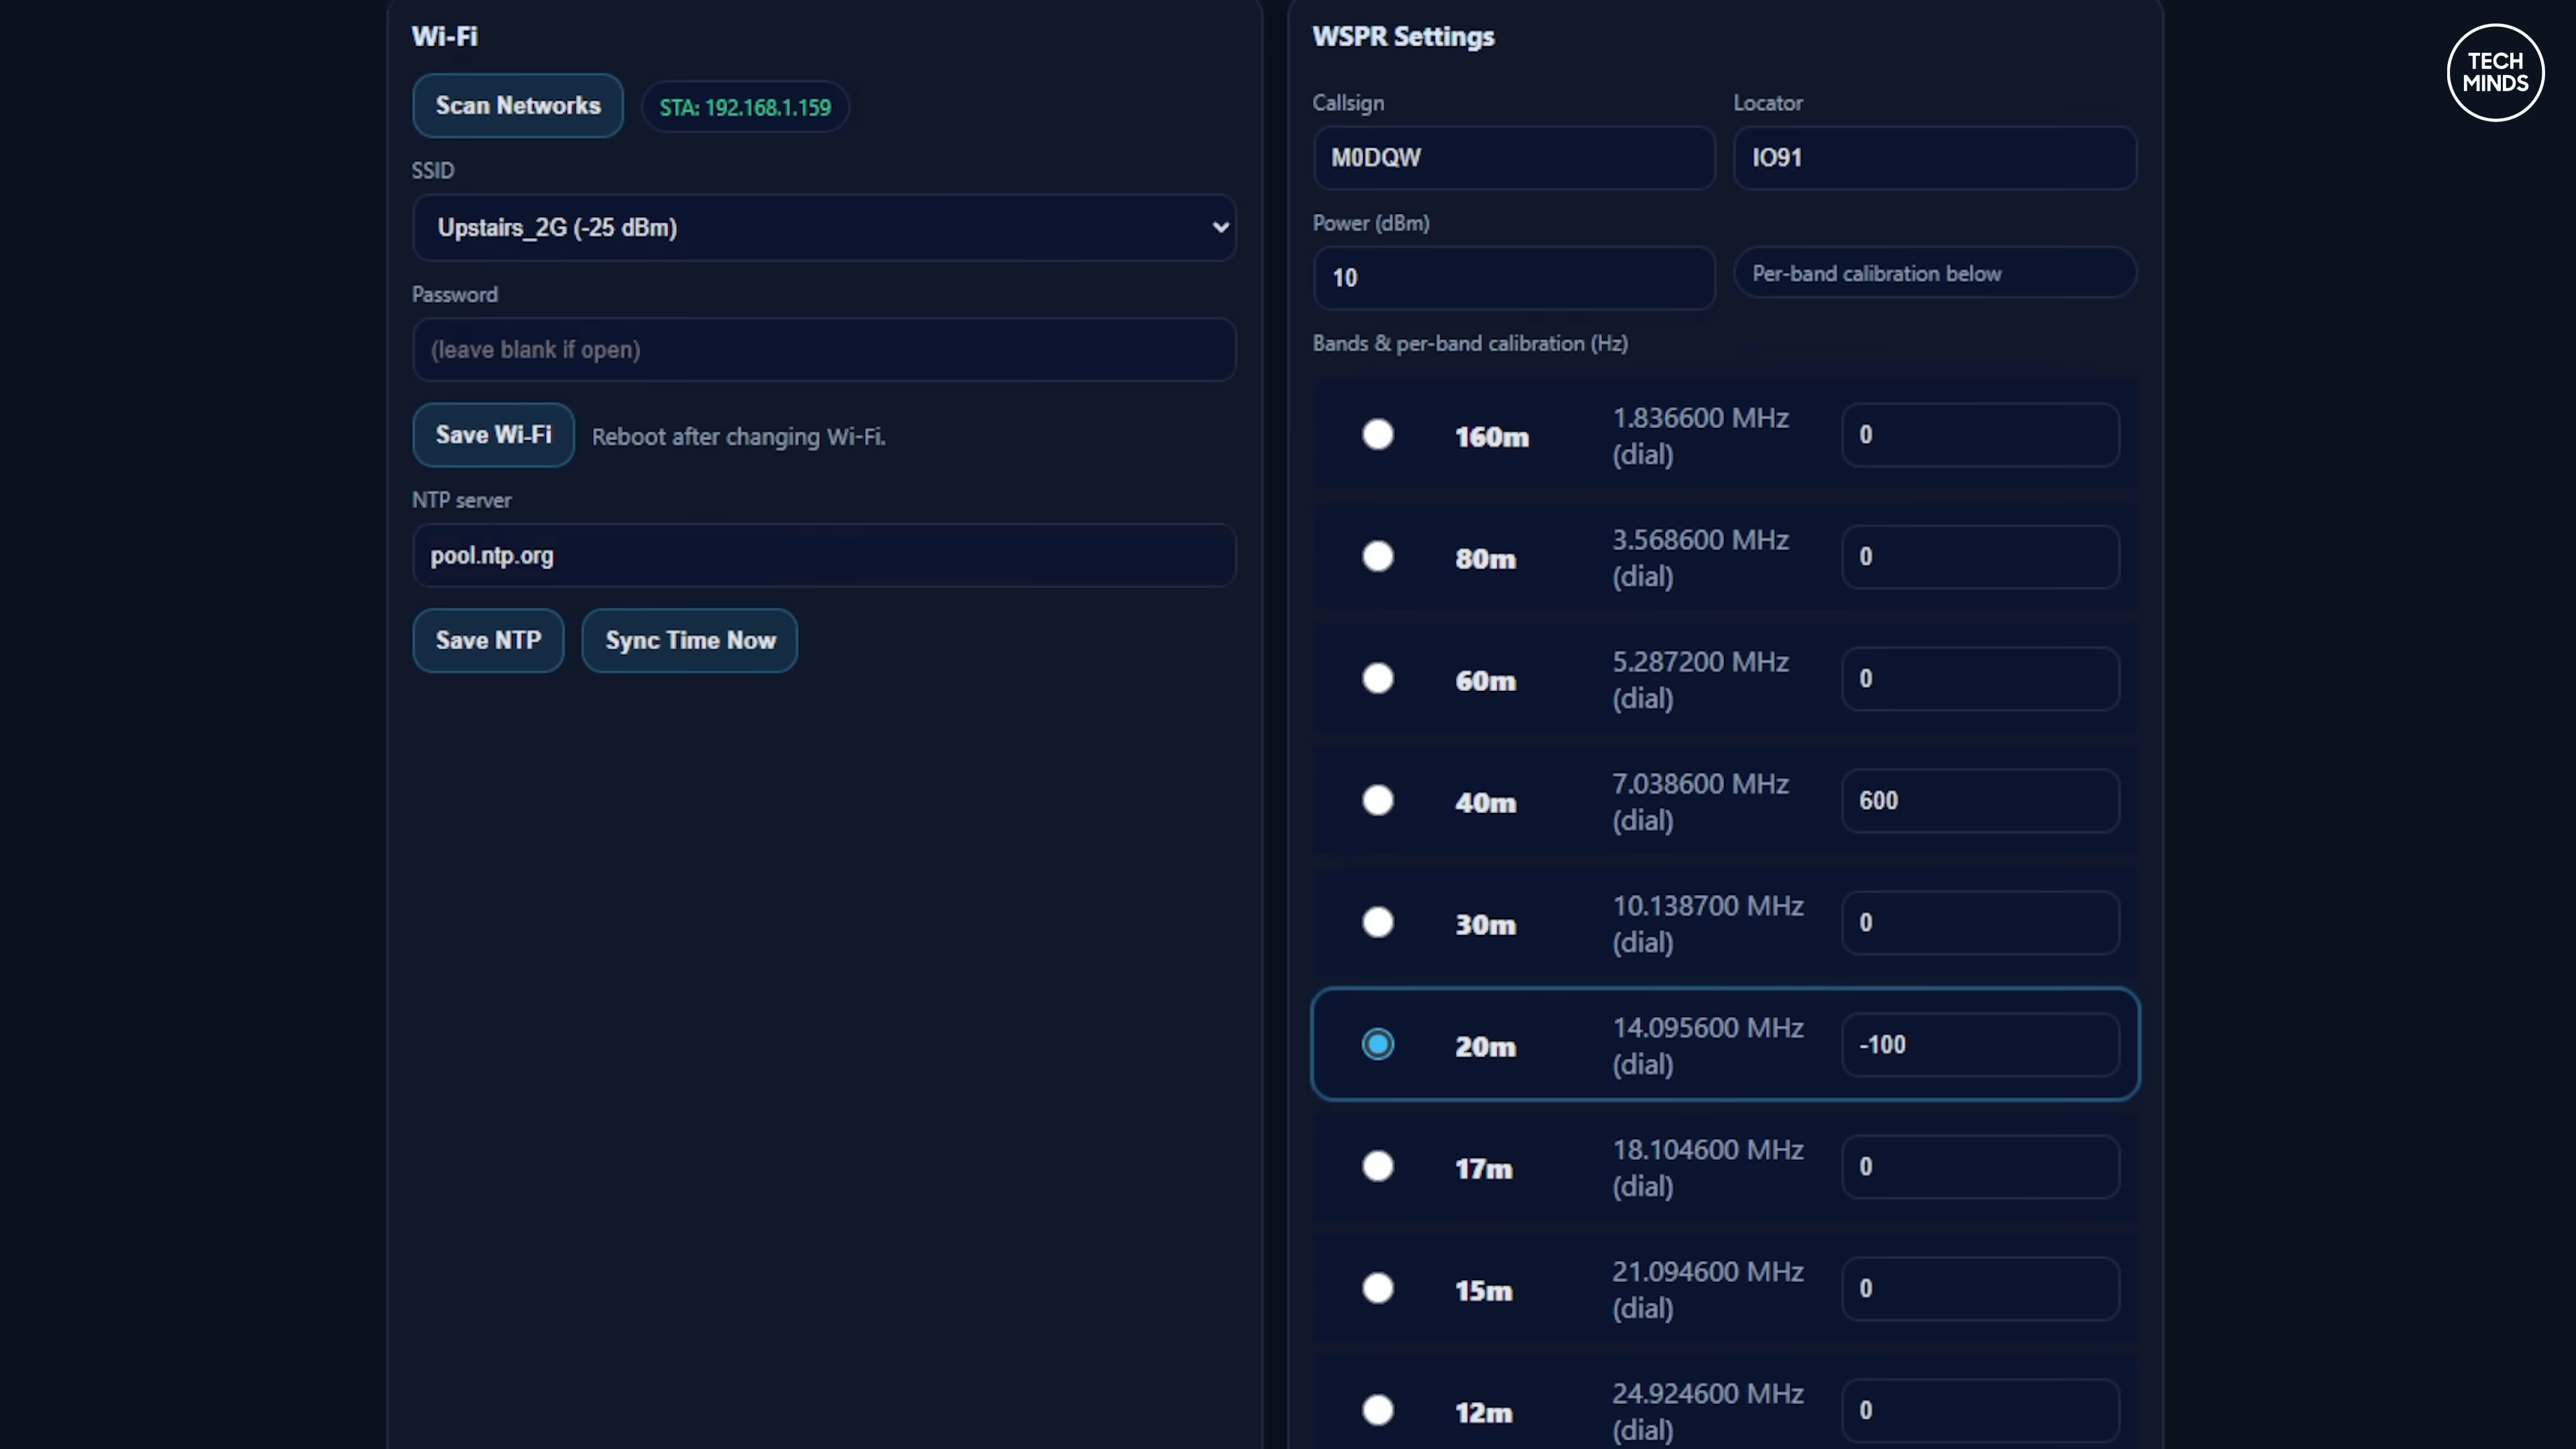 Wi-Fi
Scan Networks
STA: 192.168.1.159
SSID
Upstairs_2G (-25 dBm)
Password
(leave blank if open)
Save Wi-Fi
Reboot after changing Wi-Fi.
NTP server
pool.ntp.org
Save NTP
Sync Time Now
WSPR Settings
Callsign
Locator
M0DQW
IO91
Power (dBm)
10
Per-band calibration below
Bands & per-band calibration (Hz)
160m
1.836600 MHz
(dial)
0
80m
3.568600 MHz
(dial)
0
60m
5.287200 MHz
(dial)
0
40m
7.038600 MHz
(dial)
600
30m
10.138700 MHz
(dial)
0
20m
14.095600 MHz
(dial)
-100
17m
18.104600 MHz
(dial)
0
15m
21.094600 MHz
(dial)
0
12m
24.924600 MHz
(dial)
0
TECH
MINDS